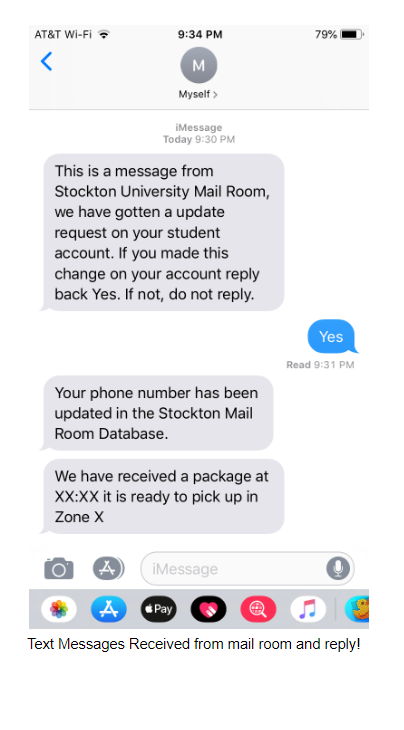 AT&T Wi-Fi 9:34 PM 79%
M
Myself >
iMessage
Today 9:30 PM
This is a message from
Stockton University Mail Room,
we have gotten a update
request on your student
account. If you made this
change on your account reply
back Yes. If not, do not reply.
Yes
Read 9:31 PM
Your phone number has been
updated in the Stockton Mail
Room Database.
We have received a package at
XX:XX it is ready to pick up in
Zone X
iMessage
Pay
Text Messages Received from mail room and reply!